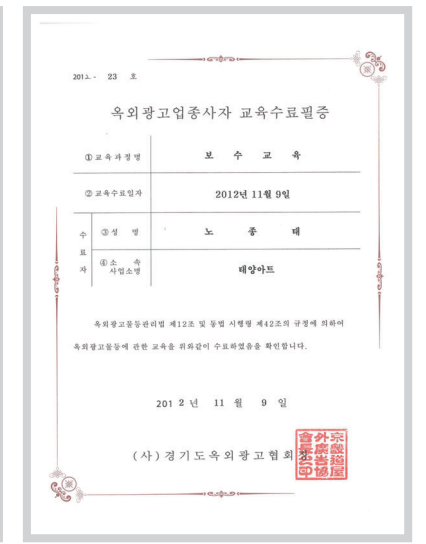 2012 - 23 호
옥외광고업종사자 교육수료필증
①교육과정명 보 수 교 육
②교육수료일자 2012년 11월 9일
수료자 ③성 명 노 종 태
④소 속 사업소명 태양아트
옥외광고물등관리법 제12조 및 동법 시행령 제42조의 규정에 의하여
옥외광고물등에 관한 교육을 위와같이 수료하였음을 확인합니다.
2012년 11 월 9 일
(사)경기도옥외광고협회장